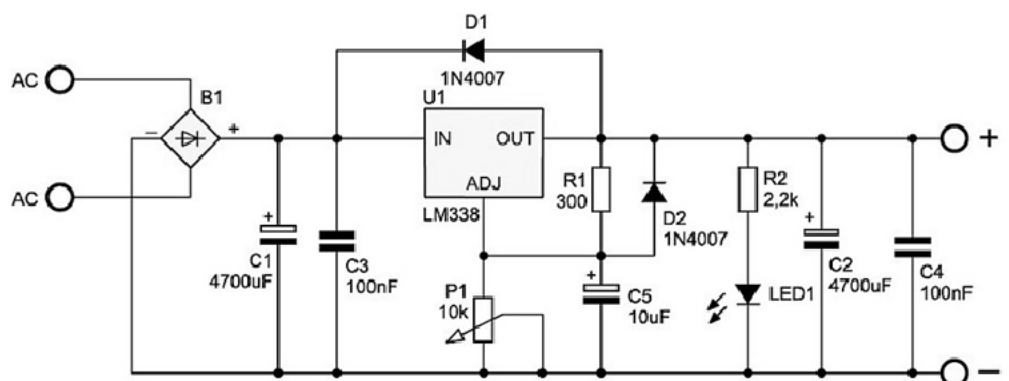 D1
1N4007
AC
B1
U1
–
+
IN OUT
ADJ
LM338
R1
300
D2
1N4007
R2
2,2k
+
AC
+
C1
4700uF
C3
100nF
P1
10k
+
C5
10uF
LED1
+
C2
4700uF
C4
100nF
–